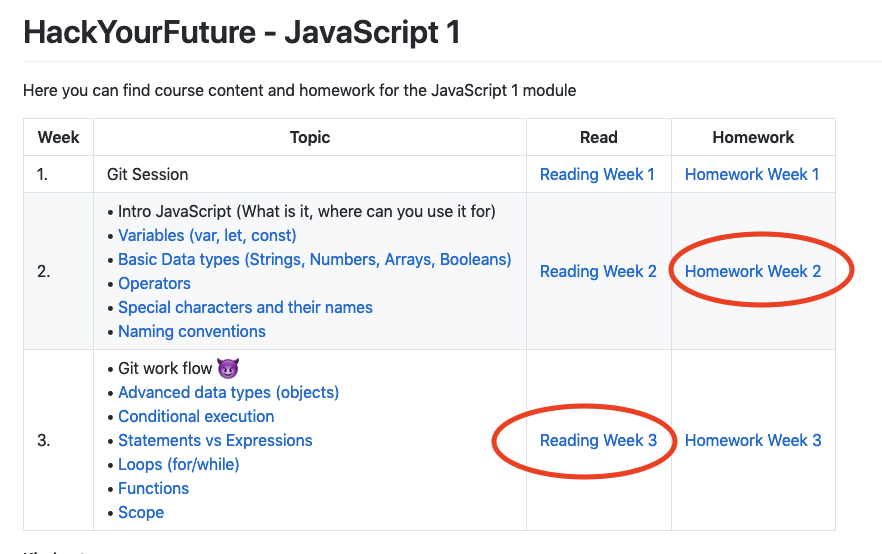 HackYourFuture - JavaScript 1
Here you can find course content and homework for the JavaScript 1 module
Week Topic Read Homework
1. Git Session Reading Week 1 Homework Week 1
2.
• Intro JavaScript (What is it, where can you use it for)
• Variables (var, let, const)
• Basic Data types (Strings, Numbers, Arrays, Booleans)
• Operators
• Special characters and their names
• Naming conventions
Reading Week 2
Homework Week 2
3.
• Git work flow 😈
• Advanced data types (objects)
• Conditional execution
• Statements vs Expressions
• Loops (for/while)
• Functions
• Scope
Reading Week 3
Homework Week 3